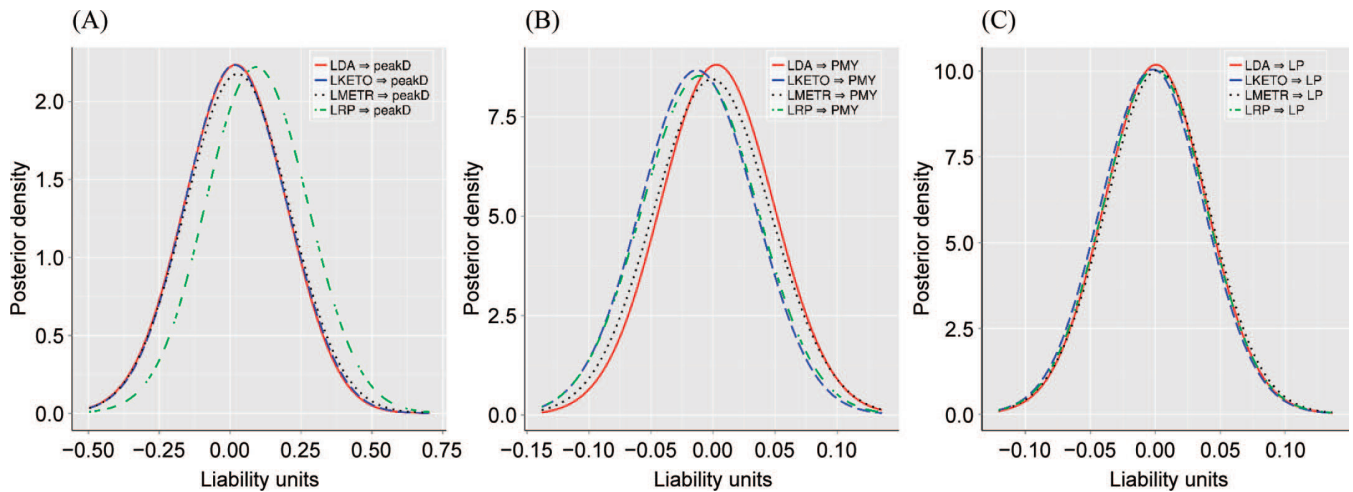 (A)
LDA ⇒ peakD
LKETO ⇒ peakD
LMETR ⇒ peakD
LRP ⇒ peakD
Posterior density
2.0
1.5
1.0
0.5
0.0
−0.50 −0.25 0.00 0.25 0.50 0.75
Liability units
(B)
LDA ⇒ PMY
LKETO ⇒ PMY
LMETR ⇒ PMY
LRP ⇒ PMY
Posterior density
7.5
5.0
2.5
0.0
−0.15 −0.10 −0.05 0.00 0.05 0.10
Liability units
(C)
LDA ⇒ LP
LKETO ⇒ LP
LMETR ⇒ LP
LRP ⇒ LP
Posterior density
10.0
7.5
5.0
2.5
0.0
−0.10 −0.05 0.00 0.05 0.10
Liability units